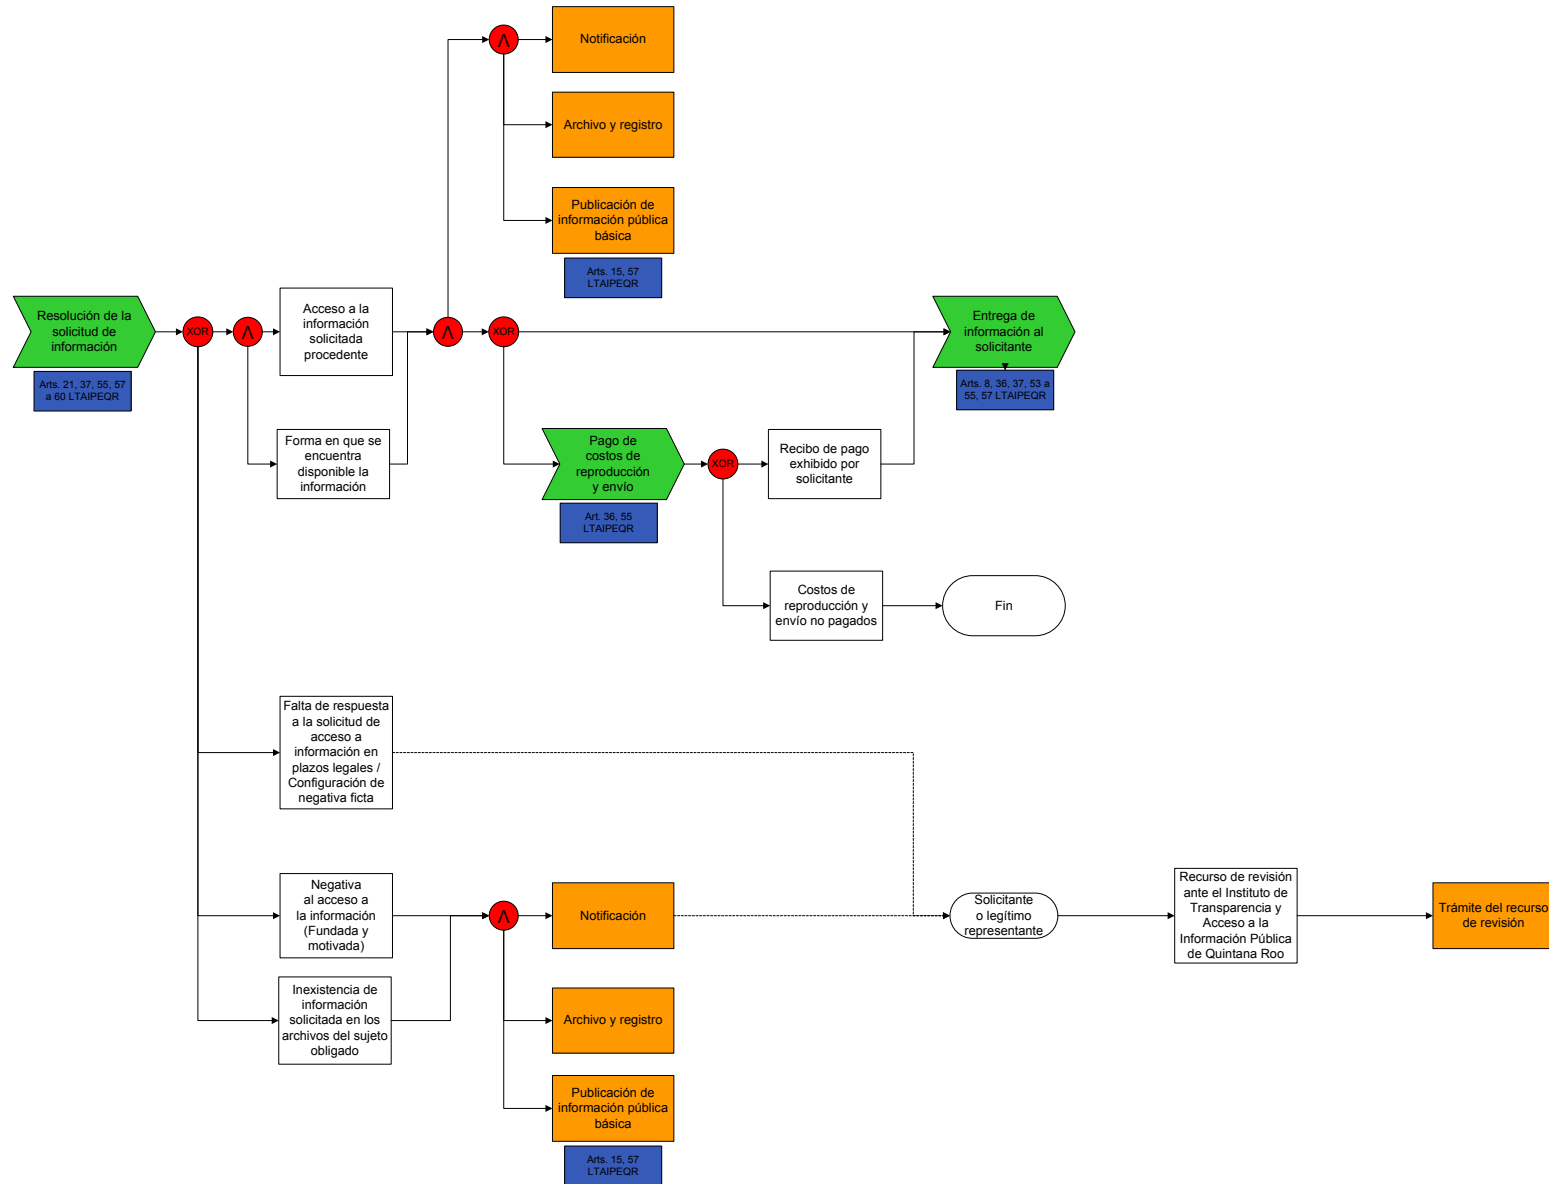 Notificación
Archivo y registro
Publicación de
información pública
básica
Arts. 15, 57
LTAIPEQR
Resolución de la
solicitud de
información
Arts. 21, 37, 55, 57
a 60 LTAIPEQR
XOR
Λ
Λ
Acceso a la
información
solicitada
procedente
Λ
XOR
Entrega de
información al
solicitante
Arts. 8, 36, 37, 53 a
55, 57 LTAIPEQR
Forma en que se
encuentra
disponible la
información
Pago de
costos de
reproducción
y envío
Art. 36, 55
LTAIPEQR
XOR
Recibo de pago
exhibido por
solicitante
Costos de
reproducción y
envío no pagados
Fin
Falta de respuesta
a la solicitud de
acceso a
información en
plazos legales /
Configuración de
negativa ficta
Negativa
al acceso a
la información
(Fundada y
motivada)
Λ
Notificación
Solicitante
o legítimo
representante
Recurso de revisión
ante el Instituto de
Transparencia y
Acceso a la
Información Pública
de Quintana Roo
Trámite del recurso
de revisión
Inexistencia de
información
solicitada en los
archivos del sujeto
obligado
Archivo y registro
Publicación de
información pública
básica
Arts. 15, 57
LTAIPEQR